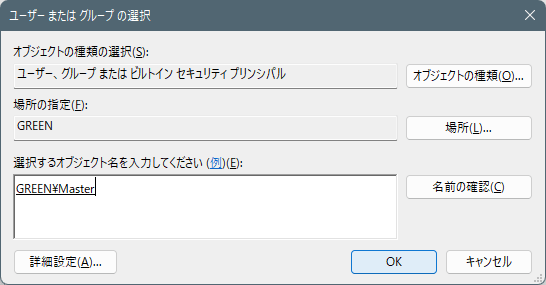 ユーザー または グループ の選択
オブジェクトの種類の選択(S):
ユーザー、グループ または ビルトイン セキュリティ プリンシパル
オブジェクトの種類(O)...
場所の指定(F):
GREEN
場所(L)...
選択するオブジェクト名を入力してください (例)(E):
GREEN¥Master
名前の確認(C)
詳細設定(A)...
OK
キャンセル